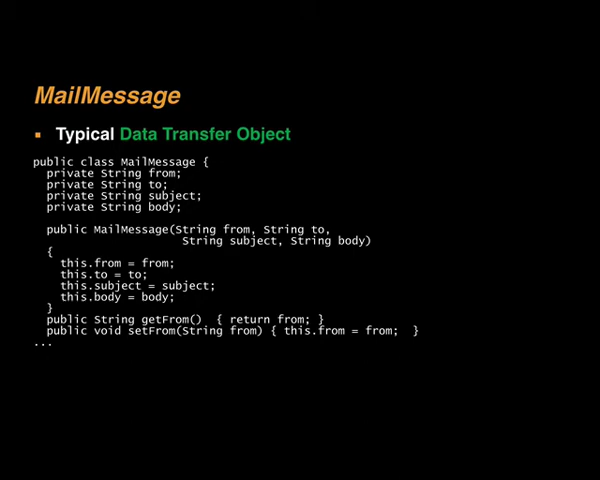 MailMessage
▪ Typical Data Transfer Object
public class MailMessage {
  private String from;
  private String to;
  private String subject;
  private String body;

  public MailMessage(String from, String to,
                      String subject, String body)
  {
    this.from = from;
    this.to = to;
    this.subject = subject;
    this.body = body;
  }
  public String getFrom()  { return from; }
  public void setFrom(String from) { this.from = from;  }
...